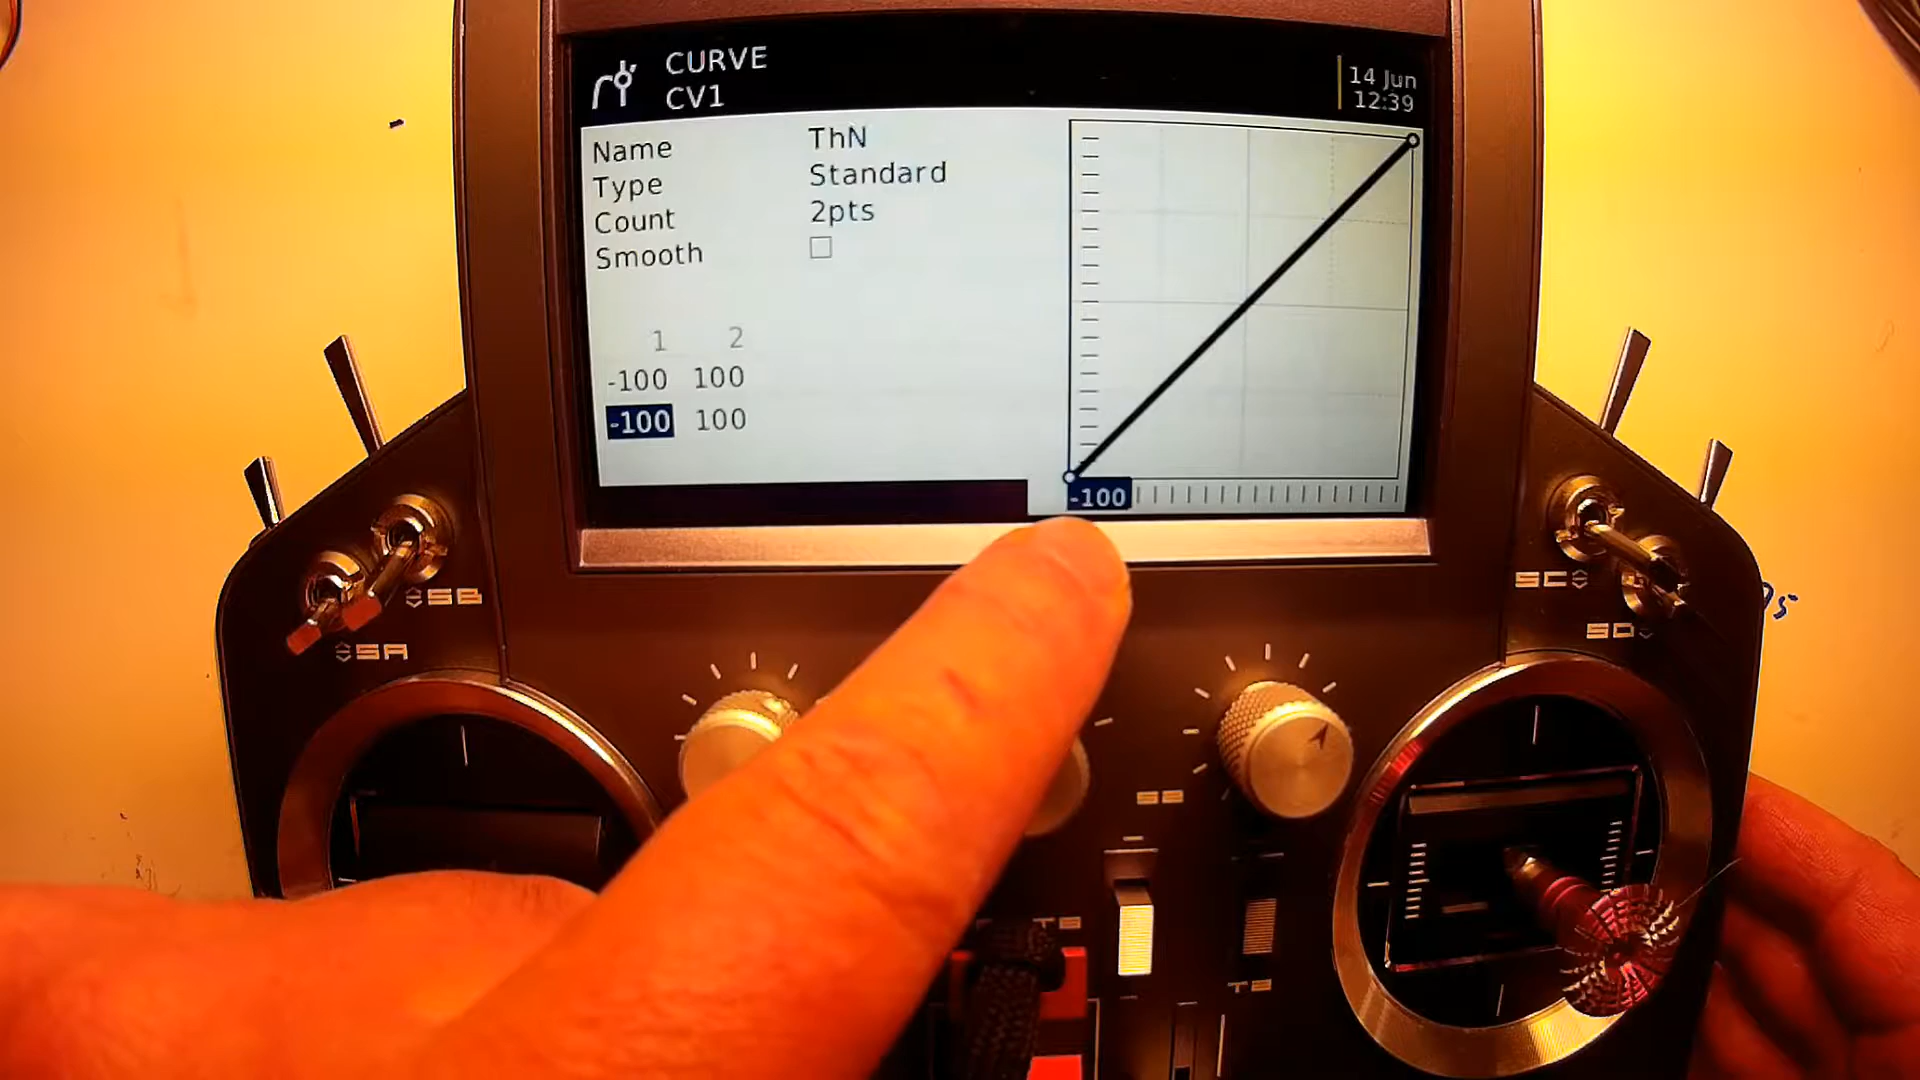 CURVE
CV1
14 Jun
12:39
Name ThN
Type Standard
Count 2pts
Smooth
1 2
-100 100
-100 100
-100
SB
SA
SC
SD
S2
T2